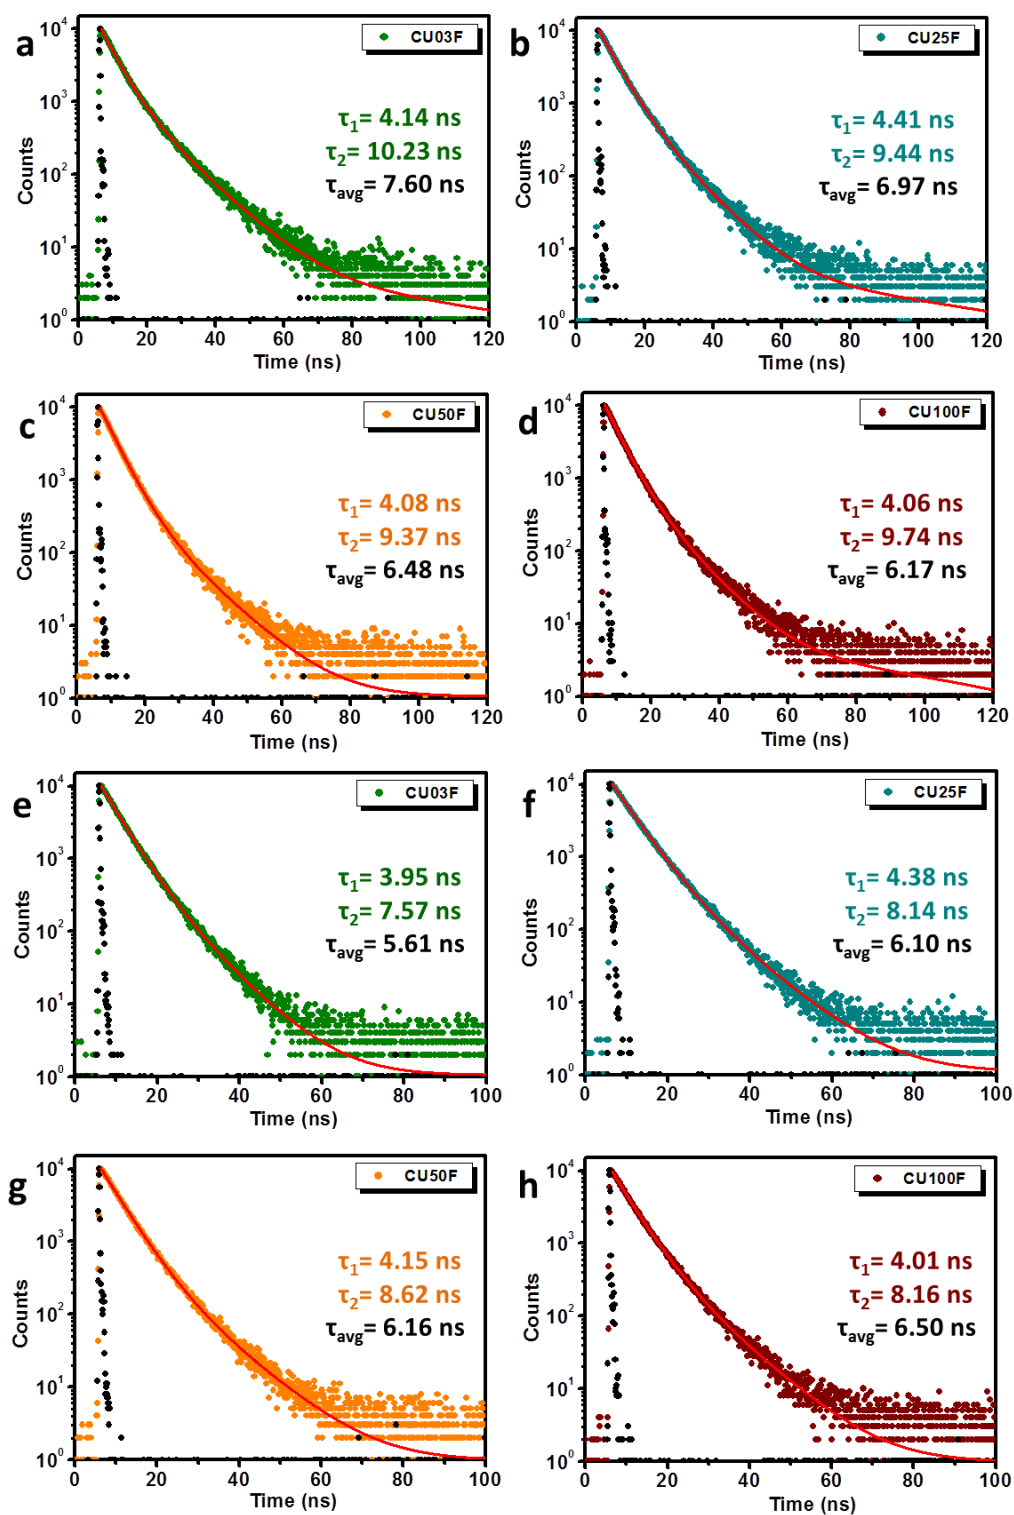 a
CU03F
10⁴
10³
10²
10¹
10⁰
Counts
τ₁= 4.14 ns
τ₂= 10.23 ns
τavg= 7.60 ns
0 20 40 60 80 100 120
Time (ns)
b
CU25F
10⁴
10³
10²
10¹
10⁰
Counts
τ₁= 4.41 ns
τ₂= 9.44 ns
τavg= 6.97 ns
0 20 40 60 80 100 120
Time (ns)
c
CU50F
10⁴
10³
10²
10¹
10⁰
Counts
τ₁= 4.08 ns
τ₂= 9.37 ns
τavg= 6.48 ns
0 20 40 60 80 100 120
Time (ns)
d
CU100F
10⁴
10³
10²
10¹
10⁰
Counts
τ₁= 4.06 ns
τ₂= 9.74 ns
τavg= 6.17 ns
0 20 40 60 80 100 120
Time (ns)
e
CU03F
10⁴
10³
10²
10¹
10⁰
Counts
τ₁= 3.95 ns
τ₂= 7.57 ns
τavg= 5.61 ns
0 20 40 60 80 100
Time (ns)
f
CU25F
10⁴
10³
10²
10¹
10⁰
Counts
τ₁= 4.38 ns
τ₂= 8.14 ns
τavg= 6.10 ns
0 20 40 60 80 100
Time (ns)
g
CU50F
10⁴
10³
10²
10¹
10⁰
Counts
τ₁= 4.15 ns
τ₂= 8.62 ns
τavg= 6.16 ns
0 20 40 60 80 100
Time (ns)
h
CU100F
10⁴
10³
10²
10¹
10⁰
Counts
τ₁= 4.01 ns
τ₂= 8.16 ns
τavg= 6.50 ns
0 20 40 60 80 100
Time (ns)